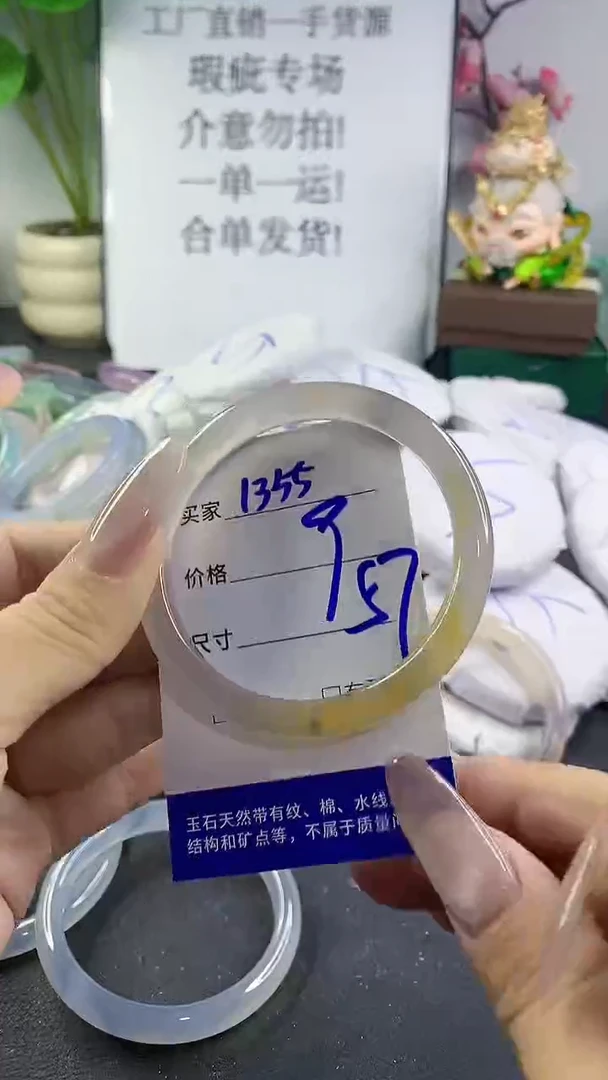 工厂直销一手货源
瑕疵专场
介意勿拍!
一单一运!
合单发货!
买家 1355
价格 9
尺寸 57
玉石天然带有纹、棉、水线
结构和矿点等，不属于质量问